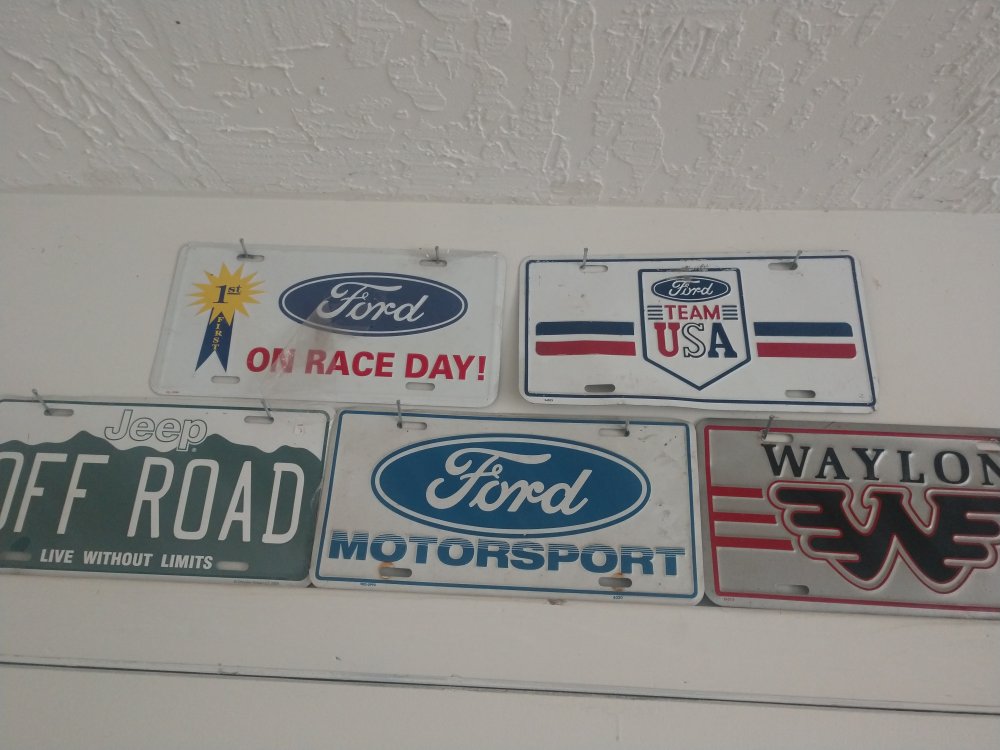 1st
FIRST
Ford
ON RACE DAY!
Ford
TEAM
USA
Jeep
OFF ROAD
LIVE WITHOUT LIMITS
Ford
MOTORSPORT
WAYLON
W